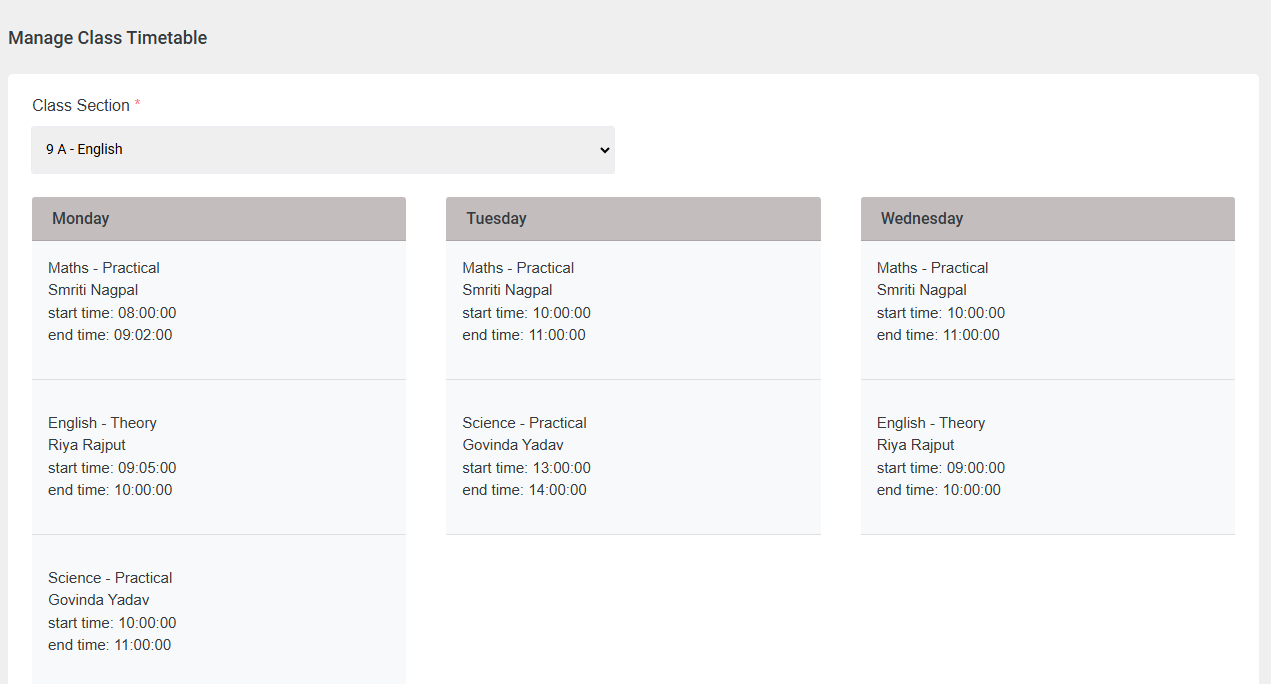 Manage Class Timetable
Class Section *
9 A - English
Monday
Maths - Practical
Smriti Nagpal
start time: 08:00:00
end time: 09:02:00
English - Theory
Riya Rajput
start time: 09:05:00
end time: 10:00:00
Science - Practical
Govinda Yadav
start time: 10:00:00
end time: 11:00:00
Tuesday
Maths - Practical
Smriti Nagpal
start time: 10:00:00
end time: 11:00:00
Science - Practical
Govinda Yadav
start time: 13:00:00
end time: 14:00:00
Wednesday
Maths - Practical
Smriti Nagpal
start time: 10:00:00
end time: 11:00:00
English - Theory
Riya Rajput
start time: 09:00:00
end time: 10:00:00